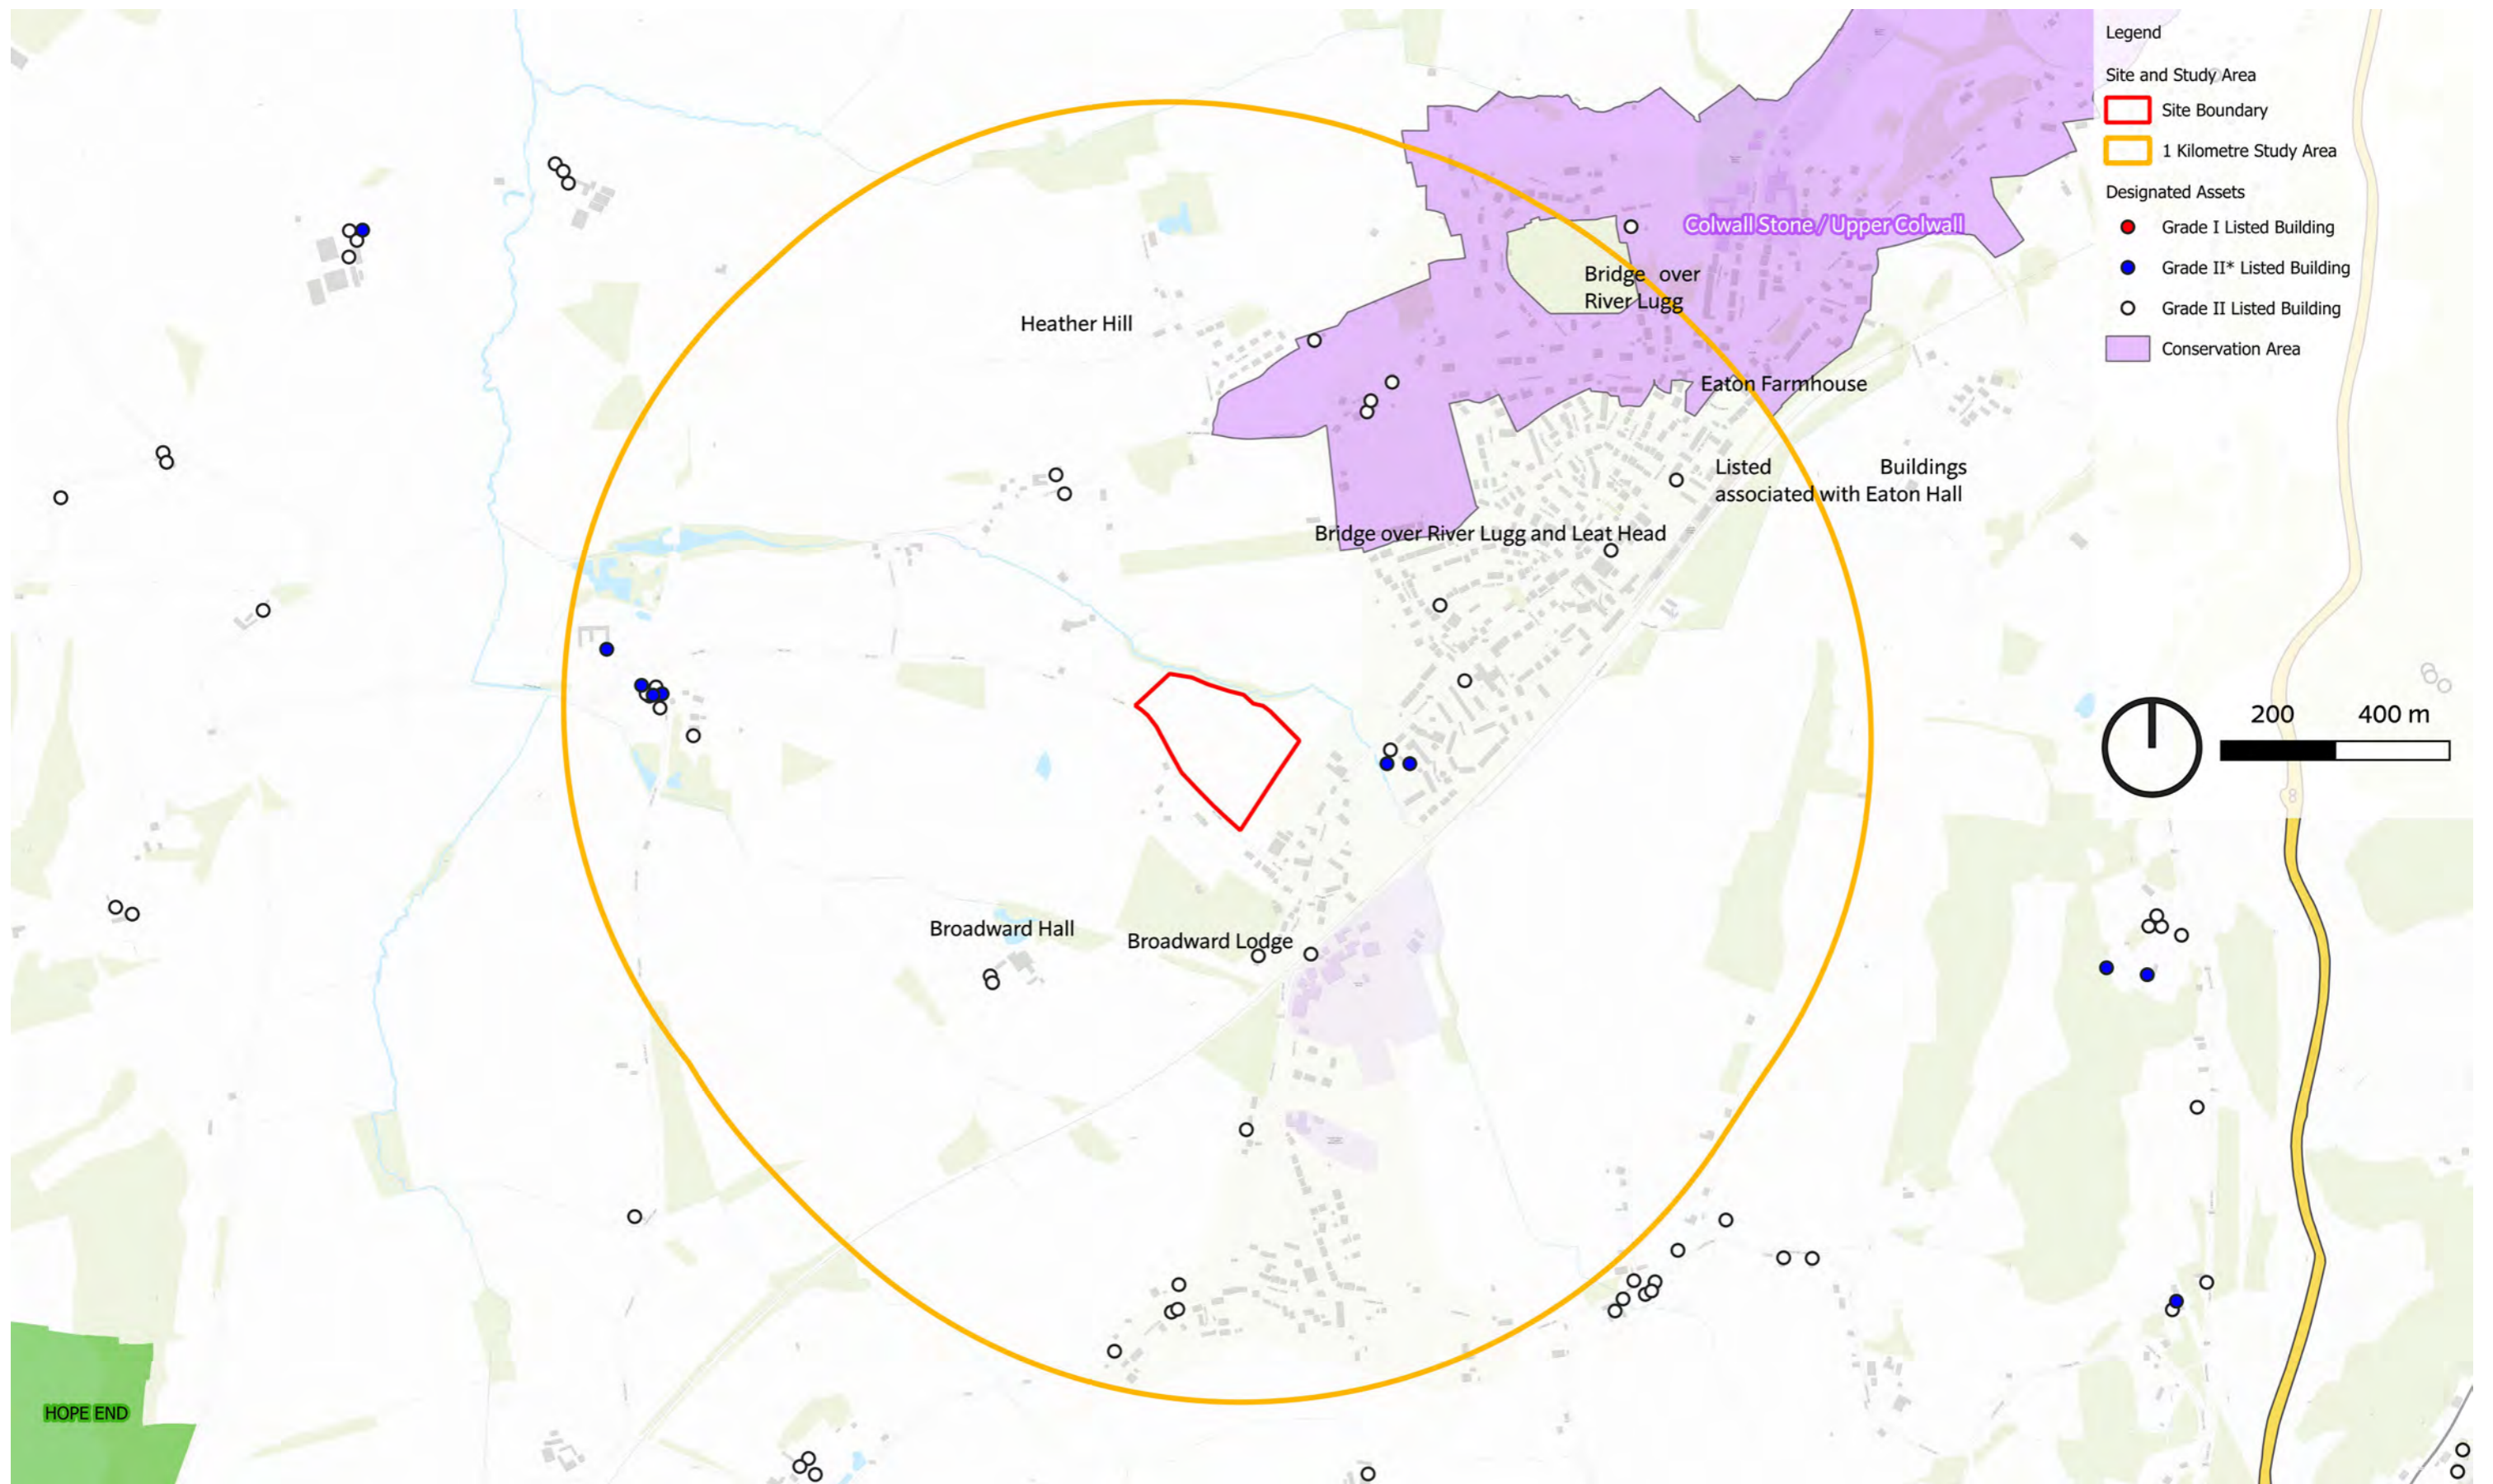 Legend
Site and Study Area
Site Boundary
1 Kilometre Study Area
Designated Assets
Grade I Listed Building
Grade II* Listed Building
Grade II Listed Building
Conservation Area
Colwall Stone / Upper Colwall
Bridge over
River Lugg
Heather Hill
Eaton Farmhouse
Listed Buildings
associated with Eaton Hall
Bridge over River Lugg and Leat Head
200 400 m
Broadward Hall
Broadward Lodge
HOPE END